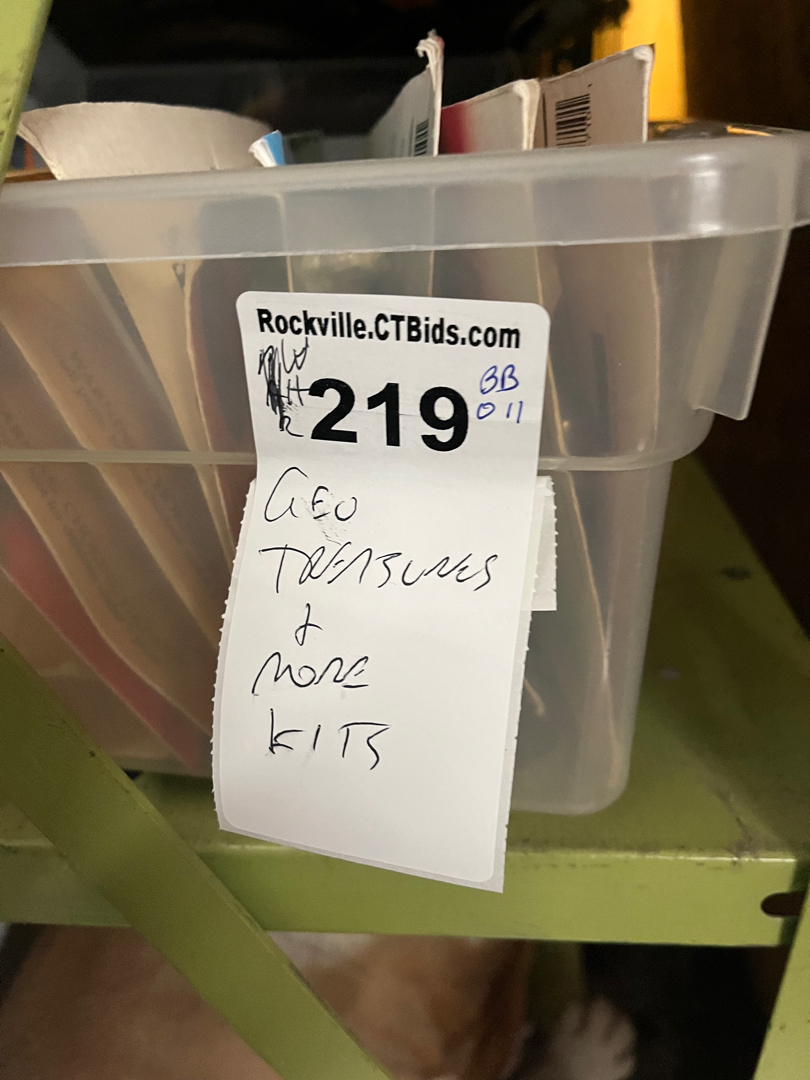 Rockville.CTBids.com
219
BB
011
GEO
TREASURES
&
MORE
KITS